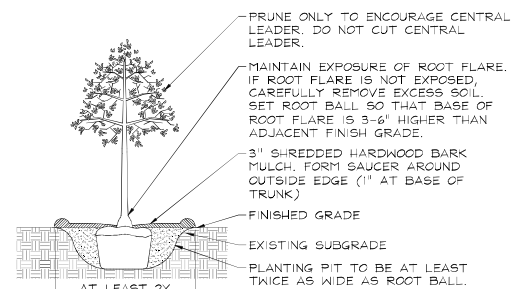 PRUNE ONLY TO ENCOURAGE CENTRAL
LEADER. DO NOT CUT CENTRAL
LEADER.
MAINTAIN EXPOSURE OF ROOT FLARE.
IF ROOT FLARE IS NOT EXPOSED,
CAREFULLY REMOVE EXCESS SOIL.
SET ROOT BALL SO THAT BASE OF
ROOT FLARE IS 3-6" HIGHER THAN
ADJACENT FINISH GRADE.
3" SHREDDED HARDWOOD BARK
MULCH. FORM SAUCER AROUND
OUTSIDE EDGE (1" AT BASE OF
TRUNK)
FINISHED GRADE
EXISTING SUBGRADE
PLANTING PIT TO BE AT LEAST
TWICE AS WIDE AS ROOT BALL.
AT LEAST 2X